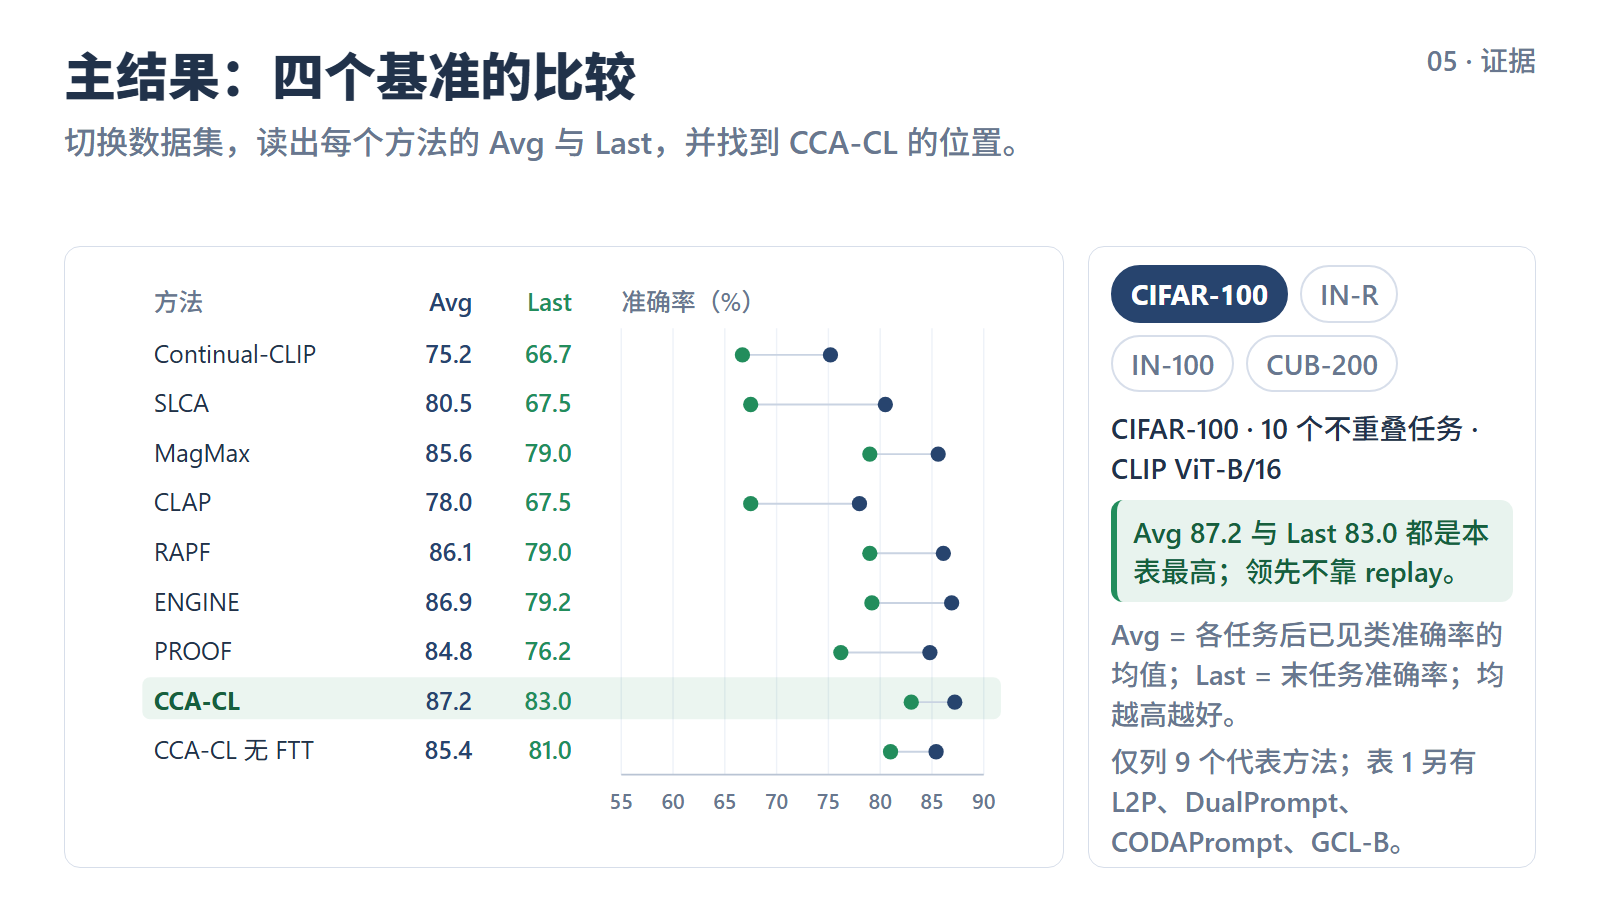 主结果：四个基准的比较
05 · 证据
切换数据集，读出每个方法的 Avg 与 Last，并找到 CCA-CL 的位置。
方法 Avg Last 准确率（%）
Continual-CLIP 75.2 66.7
SLCA 80.5 67.5
MagMax 85.6 79.0
CLAP 78.0 67.5
RAPF 86.1 79.0
ENGINE 86.9 79.2
PROOF 84.8 76.2
CCA-CL 87.2 83.0
CCA-CL 无 FTT 85.4 81.0
55 60 65 70 75 80 85 90
CIFAR-100 IN-R
IN-100 CUB-200
CIFAR-100 · 10 个不重叠任务 ·
CLIP ViT-B/16
Avg 87.2 与 Last 83.0 都是本
表最高；领先不靠 replay。
Avg = 各任务后已见类准确率的
均值；Last = 末任务准确率；均
越高越好。
仅列 9 个代表方法；表 1 另有
L2P、DualPrompt、
CODAPrompt、GCL-B。